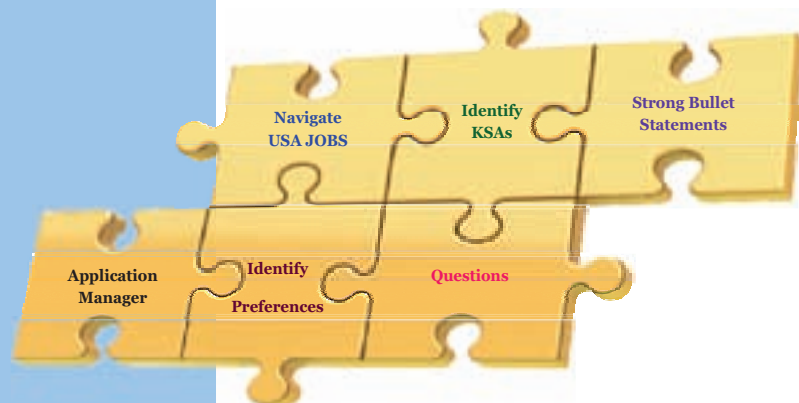 Navigate
USA JOBS
Identify
KSAs
Strong Bullet
Statements
Application
Manager
Identify
Preferences
Questions